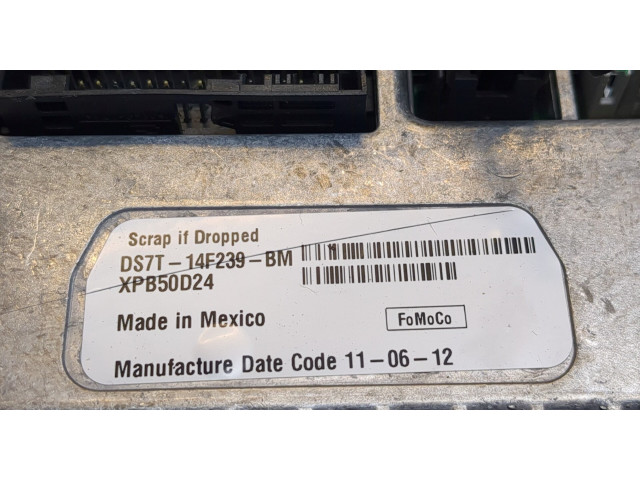 Scrap if Dropped
DS7T-14F239-BM
XPB50D24
Made in Mexico
FoMoCo
Manufacture Date Code 11-06-12